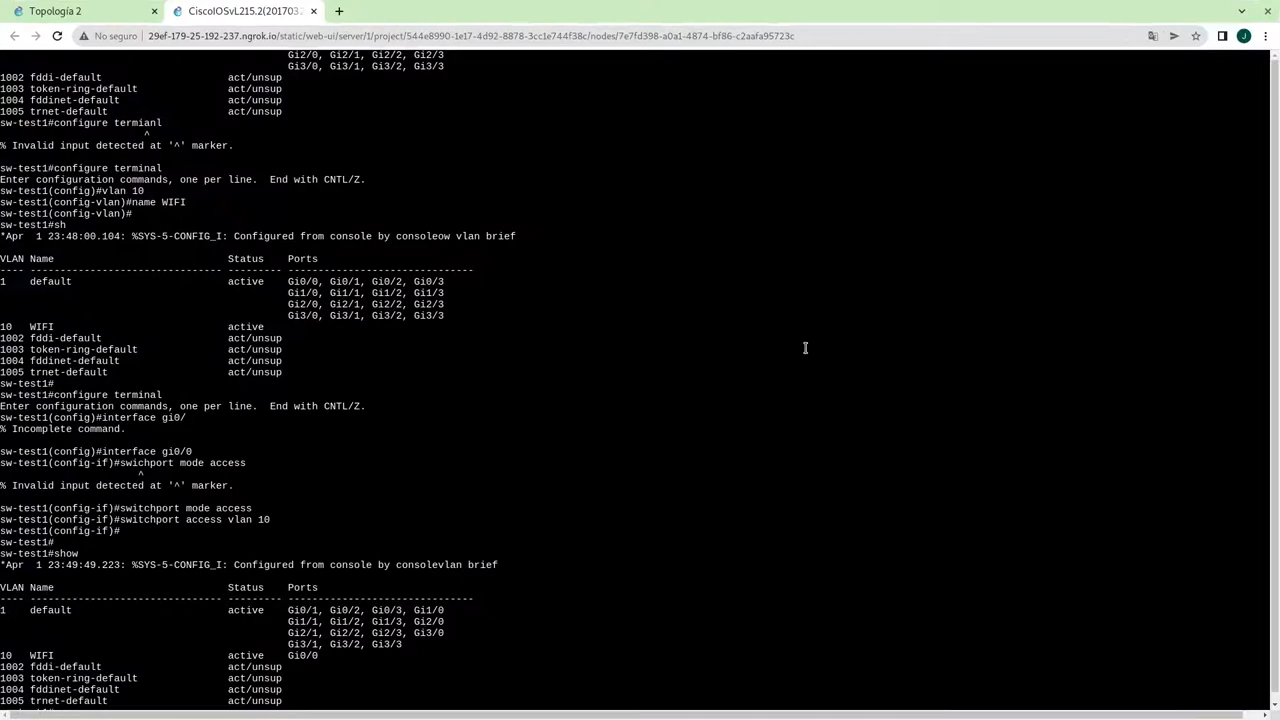 Topología 2
CiscoIOSvL215.2(2017032
No seguro
29ef-179-25-192-237.ngrok.io/static/web-ui/server/1/project/544e8990-1e17-4d92-8878-3cc1e744f38c/nodes/7e7fd398-a0a1-4874-bf86-c2aafa95723c
J
Gi2/0, Gi2/1, Gi2/2, Gi2/3
Gi3/0, Gi3/1, Gi3/2, Gi3/3
1002 fddi-default act/unsup
1003 token-ring-default act/unsup
1004 fddinet-default act/unsup
1005 trnet-default act/unsup
sw-test1#configure termianl
^
% Invalid input detected at '^' marker.
sw-test1#configure terminal
Enter configuration commands, one per line. End with CNTL/Z.
sw-test1(config)#vlan 10
sw-test1(config-vlan)#name WIFI
sw-test1(config-vlan)#
sw-test1#sh
*Apr 1 23:48:00.104: %SYS-5-CONFIG_I: Configured from console by consoleow vlan brief
VLAN Name Status Ports
---- -------------------------------- --------- -------------------------------
1 default active Gi0/0, Gi0/1, Gi0/2, Gi0/3
Gi1/0, Gi1/1, Gi1/2, Gi1/3
Gi2/0, Gi2/1, Gi2/2, Gi2/3
Gi3/0, Gi3/1, Gi3/2, Gi3/3
10 WIFI active
1002 fddi-default act/unsup
1003 token-ring-default act/unsup
1004 fddinet-default act/unsup
1005 trnet-default act/unsup
sw-test1#
sw-test1#configure terminal
Enter configuration commands, one per line. End with CNTL/Z.
sw-test1(config)#interface gi0/
% Incomplete command.
sw-test1(config)#interface gi0/0
sw-test1(config-if)#swichport mode access
^
% Invalid input detected at '^' marker.
sw-test1(config-if)#switchport mode access
sw-test1(config-if)#switchport access vlan 10
sw-test1(config-if)#
sw-test1#
sw-test1#show
*Apr 1 23:49:49.223: %SYS-5-CONFIG_I: Configured from console by consolevlan brief
VLAN Name Status Ports
---- -------------------------------- --------- -------------------------------
1 default active Gi0/1, Gi0/2, Gi0/3, Gi1/0
Gi1/1, Gi1/2, Gi1/3, Gi2/0
Gi2/1, Gi2/2, Gi2/3, Gi3/0
Gi3/1, Gi3/2, Gi3/3
10 WIFI active Gi0/0
1002 fddi-default act/unsup
1003 token-ring-default act/unsup
1004 fddinet-default act/unsup
1005 trnet-default act/unsup